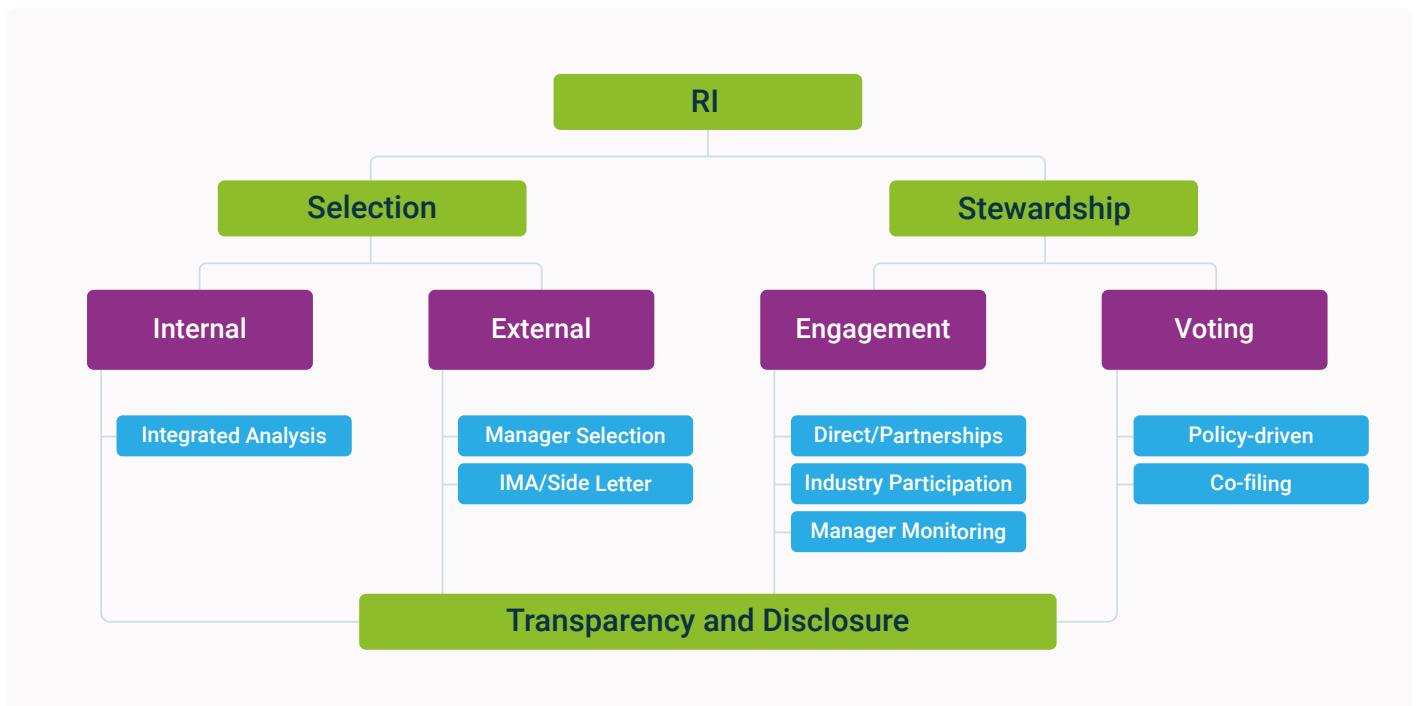 RI
Selection
Stewardship
Internal
External
Engagement
Voting
Integrated Analysis
Manager Selection
Direct/Partnerships
Policy-driven
IMA/Side Letter
Industry Participation
Co-filing
Manager Monitoring
Transparency and Disclosure